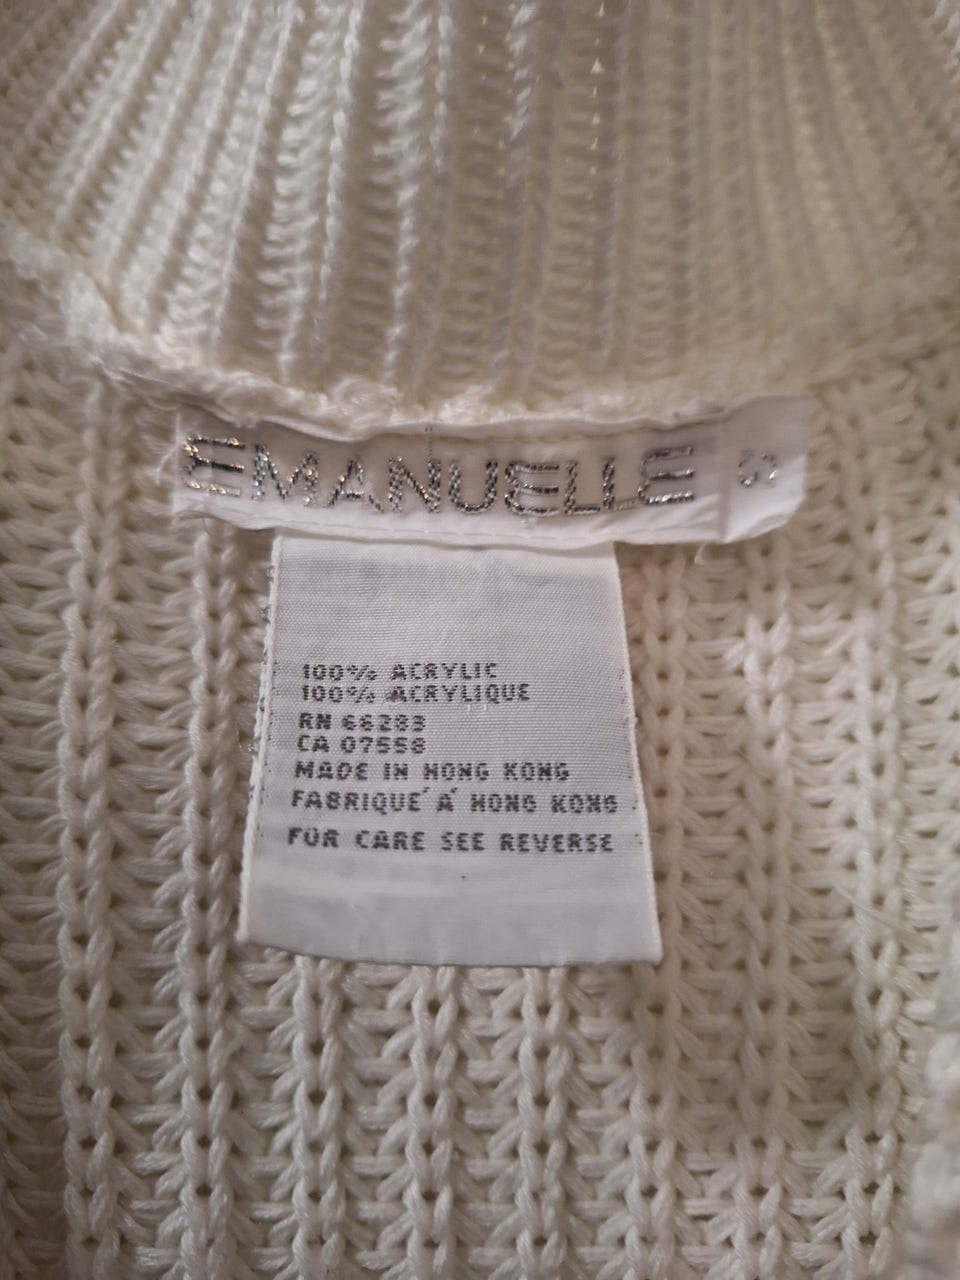 EMANUELLE S
100% ACRYLIC
100% ACRYLIQUE
RN 66283
CA 07558
MADE IN HONG KONG
FABRIQUÉ Á HONG KONG
FOR CARE SEE REVERSE